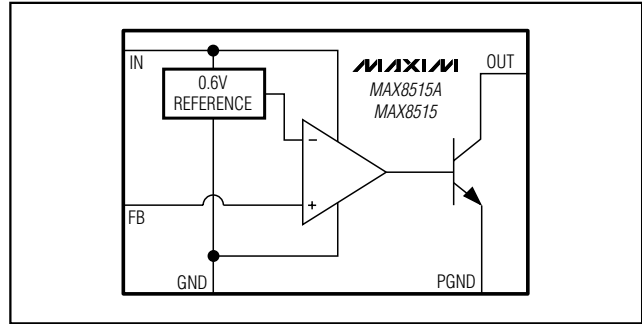 IN
0.6V
REFERENCE
MAXIM
MAX8515A
MAX8515
OUT
−
+
FB
GND
PGND